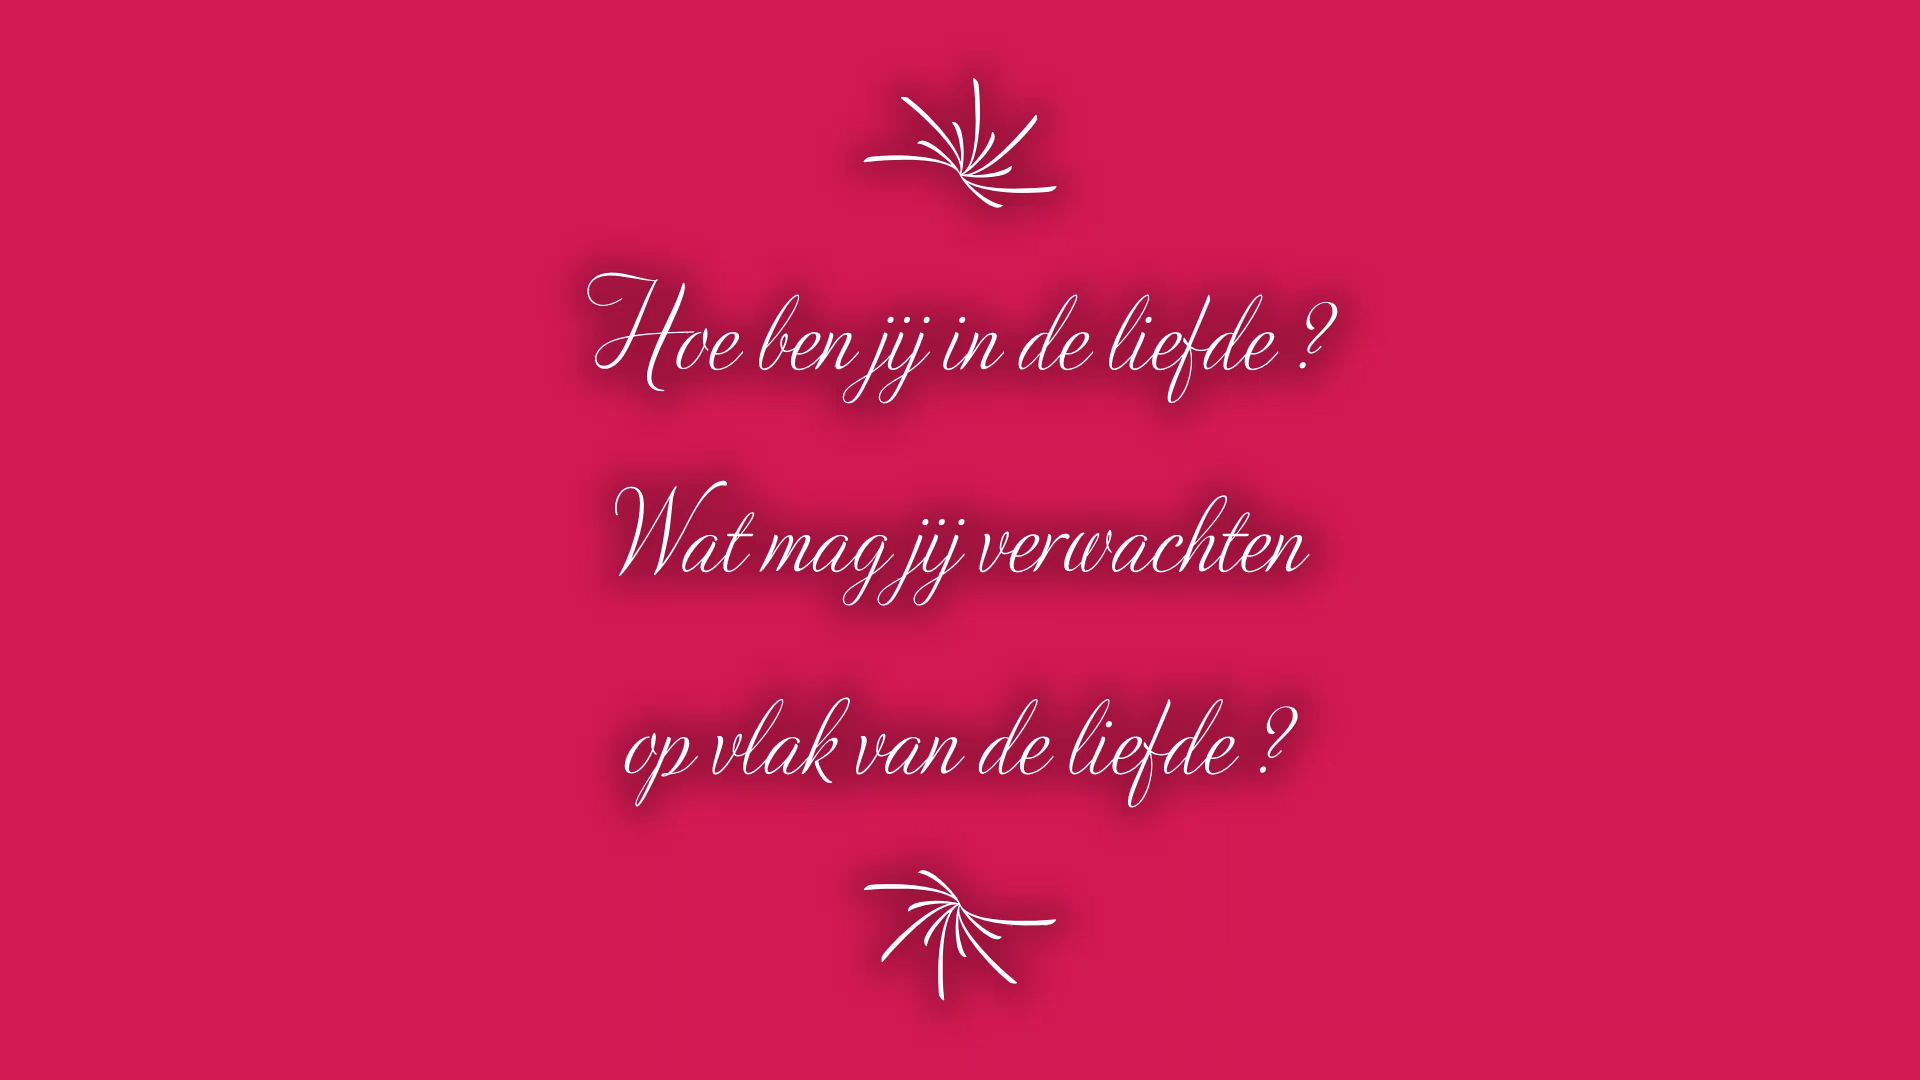 Hoe ben jij in de liefde ?
Wat mag jij verwachten
op vlak van de liefde ?